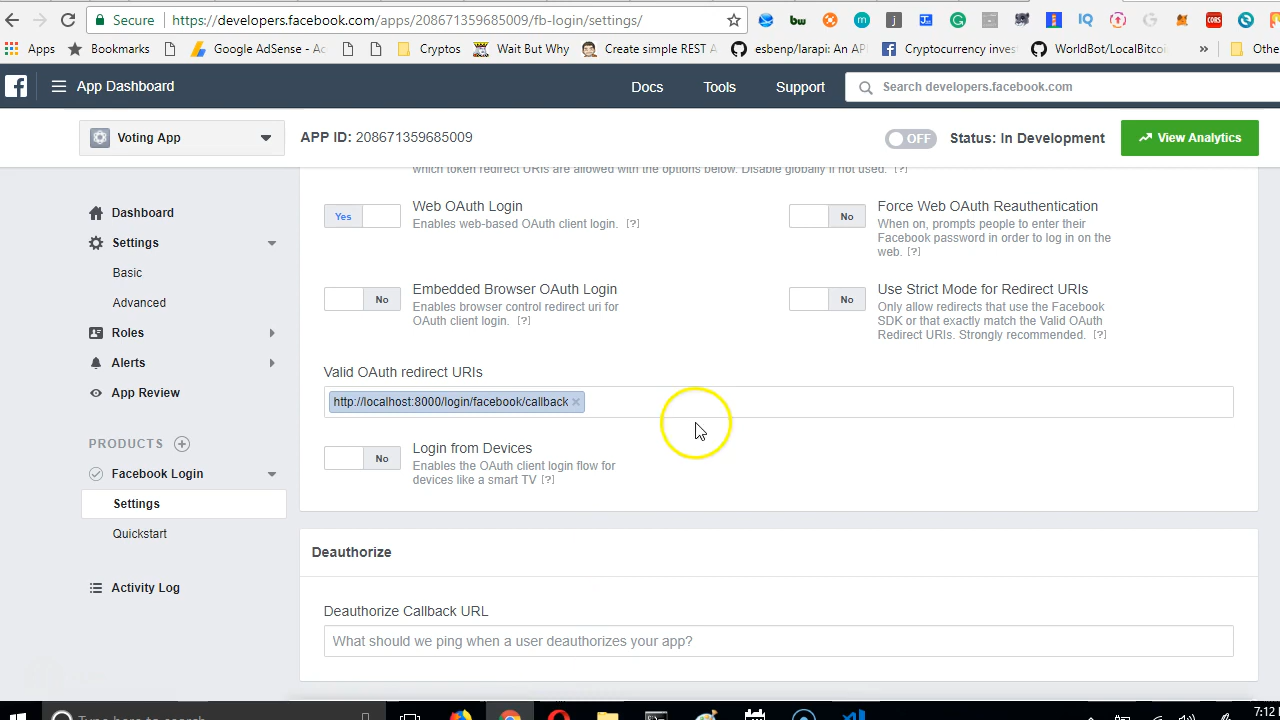 Secure https://developers.facebook.com/apps/208671359685009/fb-login/settings/
Apps Bookmarks Google AdSense - Ac Cryptos Wait But Why Create simple REST A esbenp/larapi: An API Cryptocurrency inves WorldBot/LocalBitcoi » Othe
App Dashboard Docs Tools Support Search developers.facebook.com
Voting App APP ID: 208671359685009 OFF Status: In Development View Analytics
which token redirect URIs are allowed with the options below. Disable globally if not used. [?]
Dashboard
Settings
Basic
Advanced
Roles
Alerts
App Review
PRODUCTS
Facebook Login
Settings
Quickstart
Activity Log
Yes
Web OAuth Login
Enables web-based OAuth client login. [?]
No
Force Web OAuth Reauthentication
When on, prompts people to enter their
Facebook password in order to log in on the
web. [?]
No
Embedded Browser OAuth Login
Enables browser control redirect uri for
OAuth client login. [?]
No
Use Strict Mode for Redirect URIs
Only allow redirects that use the Facebook
SDK or that exactly match the Valid OAuth
Redirect URIs. Strongly recommended. [?]
Valid OAuth redirect URIs
http://localhost:8000/login/facebook/callback ×
No
Login from Devices
Enables the OAuth client login flow for
devices like a smart TV [?]
Deauthorize
Deauthorize Callback URL
What should we ping when a user deauthorizes your app?
Type here to search
7:12